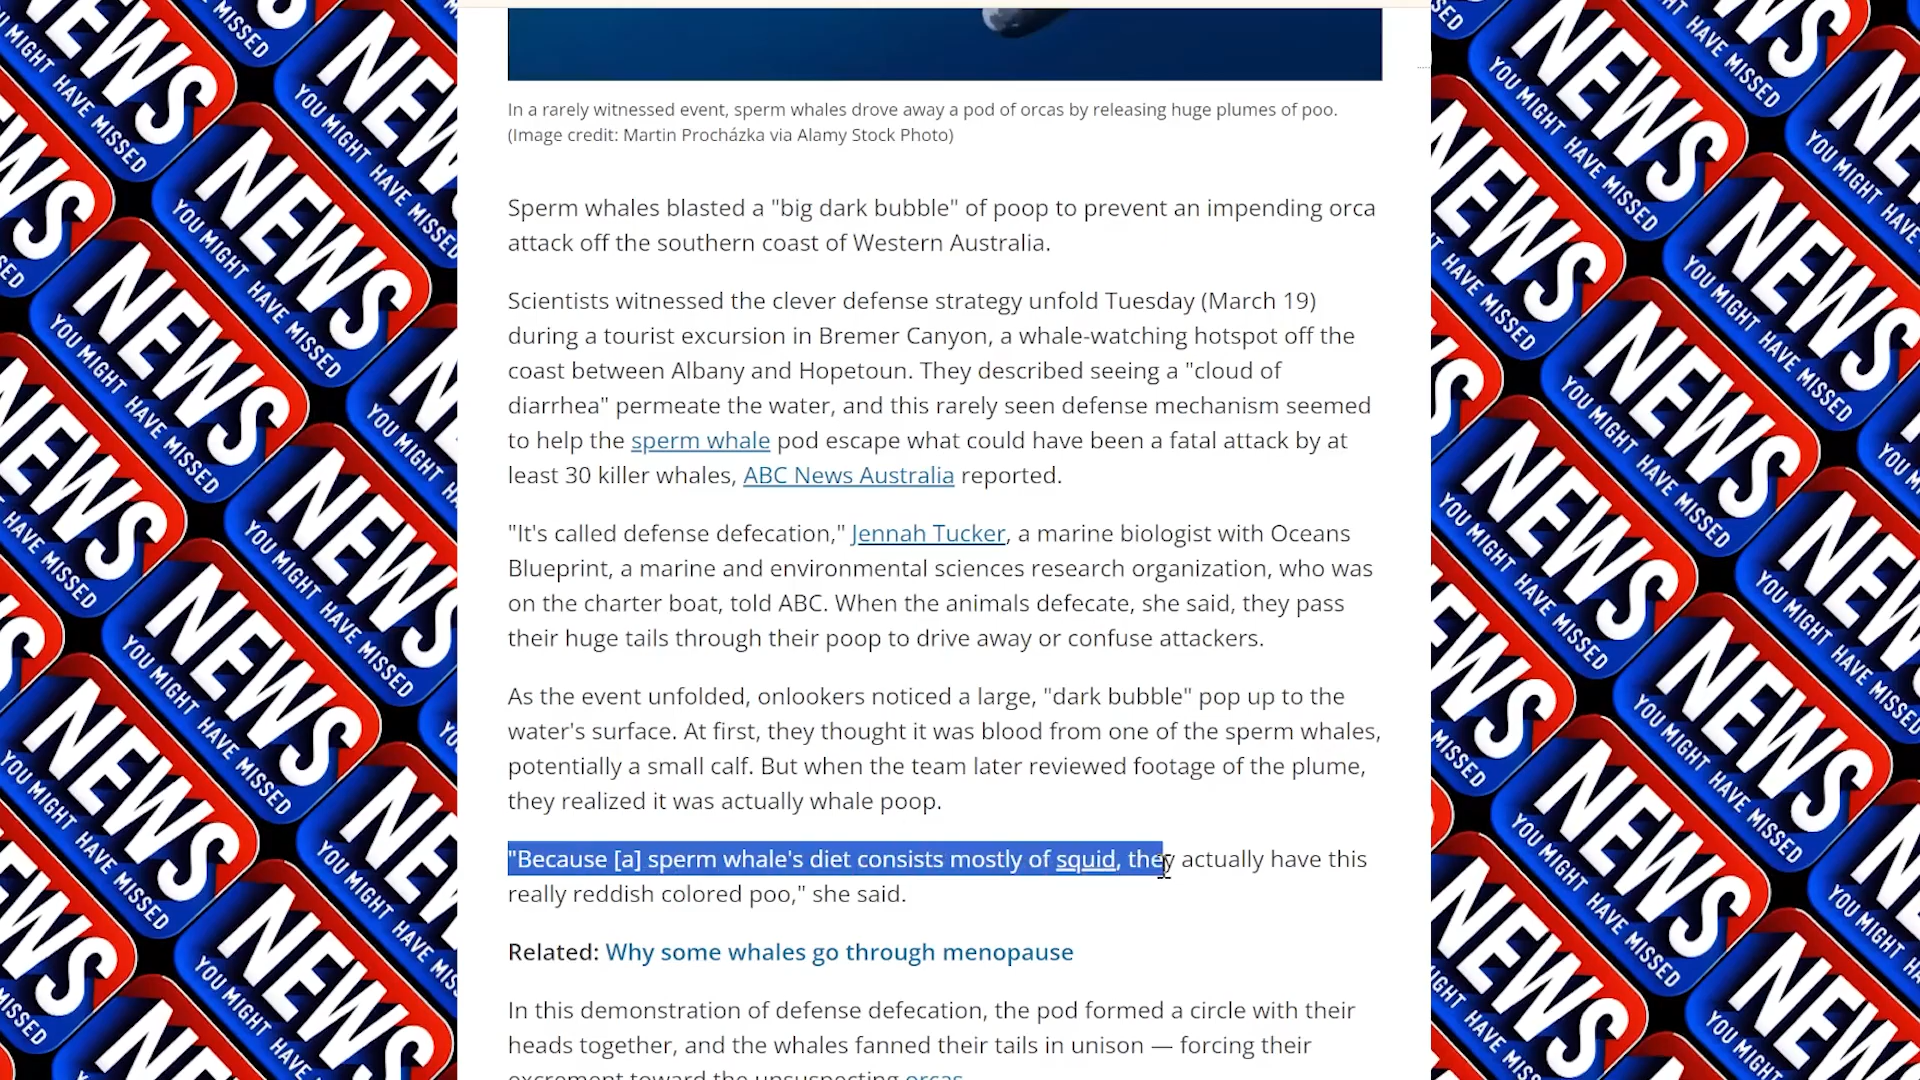 In a rarely witnessed event, sperm whales drove away a pod of orcas by releasing huge plumes of poo.
(Image credit: Martin Procházka via Alamy Stock Photo)
Sperm whales blasted a "big dark bubble" of poop to prevent an impending orca
attack off the southern coast of Western Australia.
Scientists witnessed the clever defense strategy unfold Tuesday (March 19)
during a tourist excursion in Bremer Canyon, a whale-watching hotspot off the
coast between Albany and Hopetoun. They described seeing a "cloud of
diarrhea" permeate the water, and this rarely seen defense mechanism seemed
to help the sperm whale pod escape what could have been a fatal attack by at
least 30 killer whales, ABC News Australia reported.
"It's called defense defecation," Jennah Tucker, a marine biologist with Oceans
Blueprint, a marine and environmental sciences research organization, who was
on the charter boat, told ABC. When the animals defecate, she said, they pass
their huge tails through their poop to drive away or confuse attackers.
As the event unfolded, onlookers noticed a large, "dark bubble" pop up to the
water's surface. At first, they thought it was blood from one of the sperm whales,
potentially a small calf. But when the team later reviewed footage of the plume,
they realized it was actually whale poop.
"Because [a] sperm whale's diet consists mostly of squid, they actually have this
really reddish colored poo," she said.
Related: Why some whales go through menopause
In this demonstration of defense defecation, the pod formed a circle with their
heads together, and the whales fanned their tails in unison — forcing their
excrement toward the unsuspecting orcas.
NEWS
YOU MIGHT HAVE MISSED